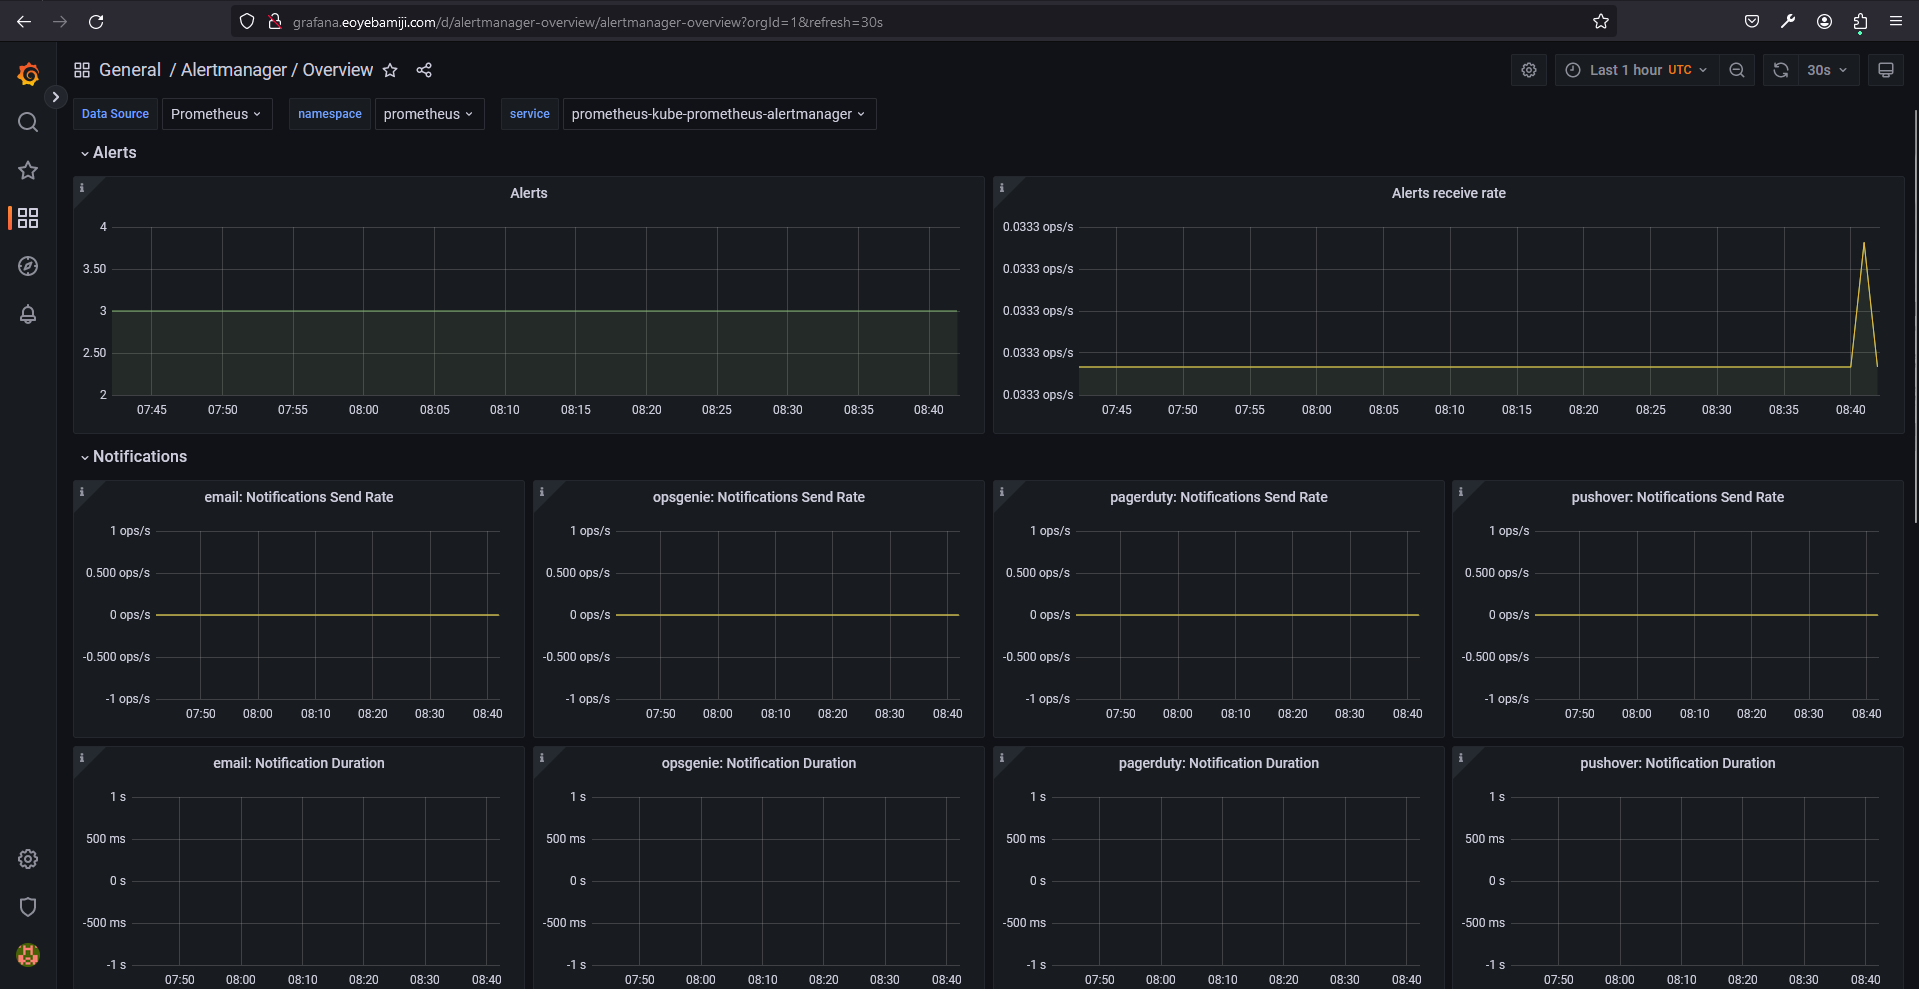 grafana.eoyebamiji.com/d/alertmanager-overview/alertmanager-overview?orgId=1&refresh=30s
General / Alertmanager / Overview
Last 1 hour UTC
30s
Data Source Prometheus namespace prometheus service prometheus-kube-prometheus-alertmanager
Alerts
Alerts
4
3.50
3
2.50
2
07:45 07:50 07:55 08:00 08:05 08:10 08:15 08:20 08:25 08:30 08:35 08:40
Alerts receive rate
0.0333 ops/s
0.0333 ops/s
0.0333 ops/s
0.0333 ops/s
0.0333 ops/s
07:45 07:50 07:55 08:00 08:05 08:10 08:15 08:20 08:25 08:30 08:35 08:40
Notifications
email: Notifications Send Rate
1 ops/s
0.500 ops/s
0 ops/s
-0.500 ops/s
-1 ops/s
07:50 08:00 08:10 08:20 08:30 08:40
opsgenie: Notifications Send Rate
1 ops/s
0.500 ops/s
0 ops/s
-0.500 ops/s
-1 ops/s
07:50 08:00 08:10 08:20 08:30 08:40
pagerduty: Notifications Send Rate
1 ops/s
0.500 ops/s
0 ops/s
-0.500 ops/s
-1 ops/s
07:50 08:00 08:10 08:20 08:30 08:40
pushover: Notifications Send Rate
1 ops/s
0.500 ops/s
0 ops/s
-0.500 ops/s
-1 ops/s
07:50 08:00 08:10 08:20 08:30 08:40
email: Notification Duration
1 s
500 ms
0 s
-500 ms
-1 s
07:50 08:00 08:10 08:20 08:30 08:40
opsgenie: Notification Duration
1 s
500 ms
0 s
-500 ms
-1 s
07:50 08:00 08:10 08:20 08:30 08:40
pagerduty: Notification Duration
1 s
500 ms
0 s
-500 ms
-1 s
07:50 08:00 08:10 08:20 08:30 08:40
pushover: Notification Duration
1 s
500 ms
0 s
-500 ms
-1 s
07:50 08:00 08:10 08:20 08:30 08:40